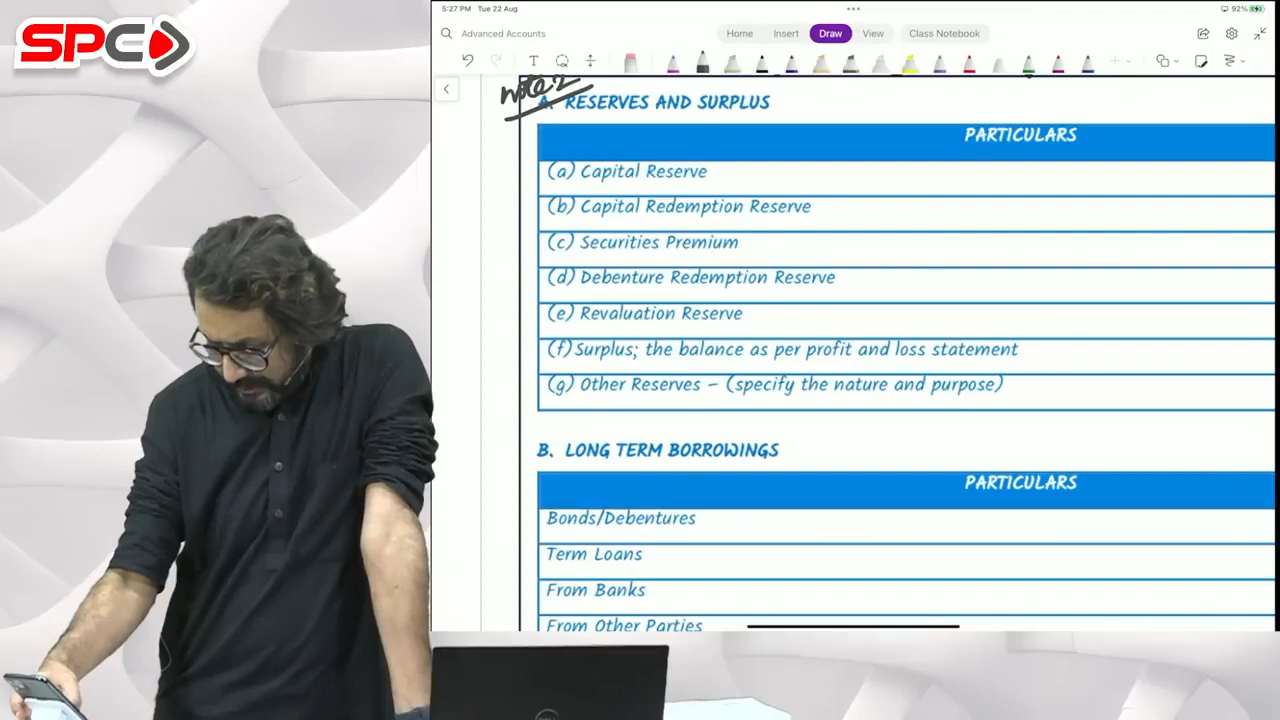 SPC
5:27 PM Tue 22 Aug
92%
Advanced Accounts
Home Insert Draw View Class Notebook
note 2
A. RESERVES AND SURPLUS
PARTICULARS
(a) Capital Reserve
(b) Capital Redemption Reserve
(c) Securities Premium
(d) Debenture Redemption Reserve
(e) Revaluation Reserve
(f) Surplus; the balance as per profit and loss statement
(g) Other Reserves – (specify the nature and purpose)
B. LONG TERM BORROWINGS
PARTICULARS
Bonds/Debentures
Term Loans
From Banks
From Other Parties
DELL